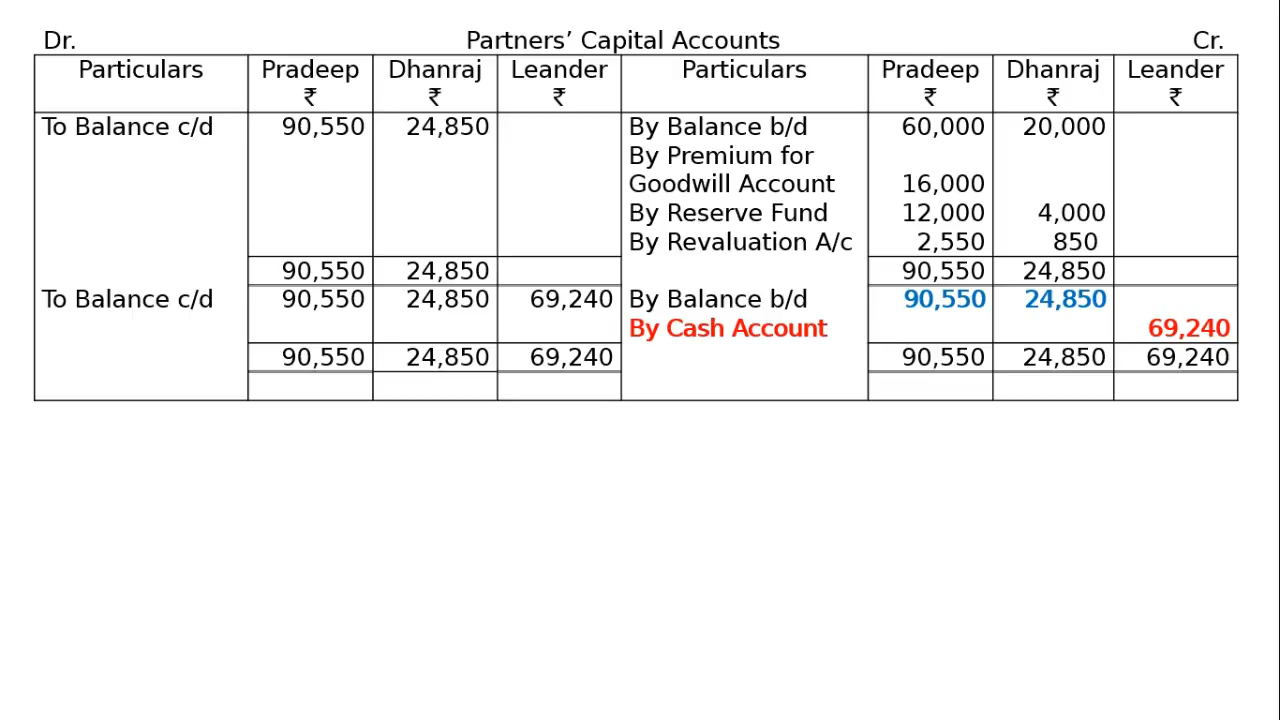 Dr. Partners’ Capital Accounts Cr.
Particulars Pradeep Dhanraj Leander Particulars Pradeep Dhanraj Leander
₹ ₹ ₹ ₹ ₹ ₹
To Balance c/d 90,550 24,850 By Balance b/d 60,000 20,000
By Premium for
Goodwill Account 16,000
By Reserve Fund 12,000 4,000
By Revaluation A/c 2,550 850
90,550 24,850 90,550 24,850
To Balance c/d 90,550 24,850 69,240 By Balance b/d 90,550 24,850
By Cash Account 69,240
90,550 24,850 69,240 90,550 24,850 69,240